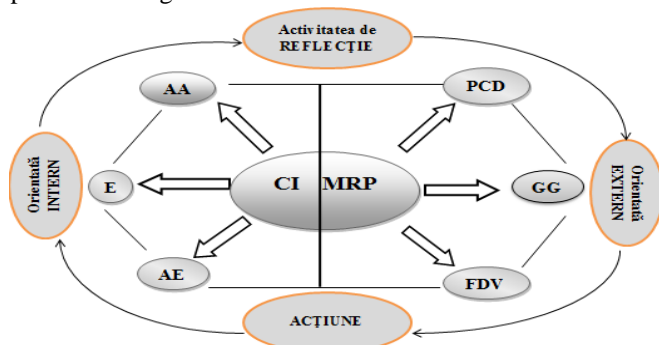 Activitatea de
REFLECȚIE
AA
PCD
Orientată
INTERN
E
CI MRP
GG
Orientată
EXTERN
AE
FDV
ACȚIUNE